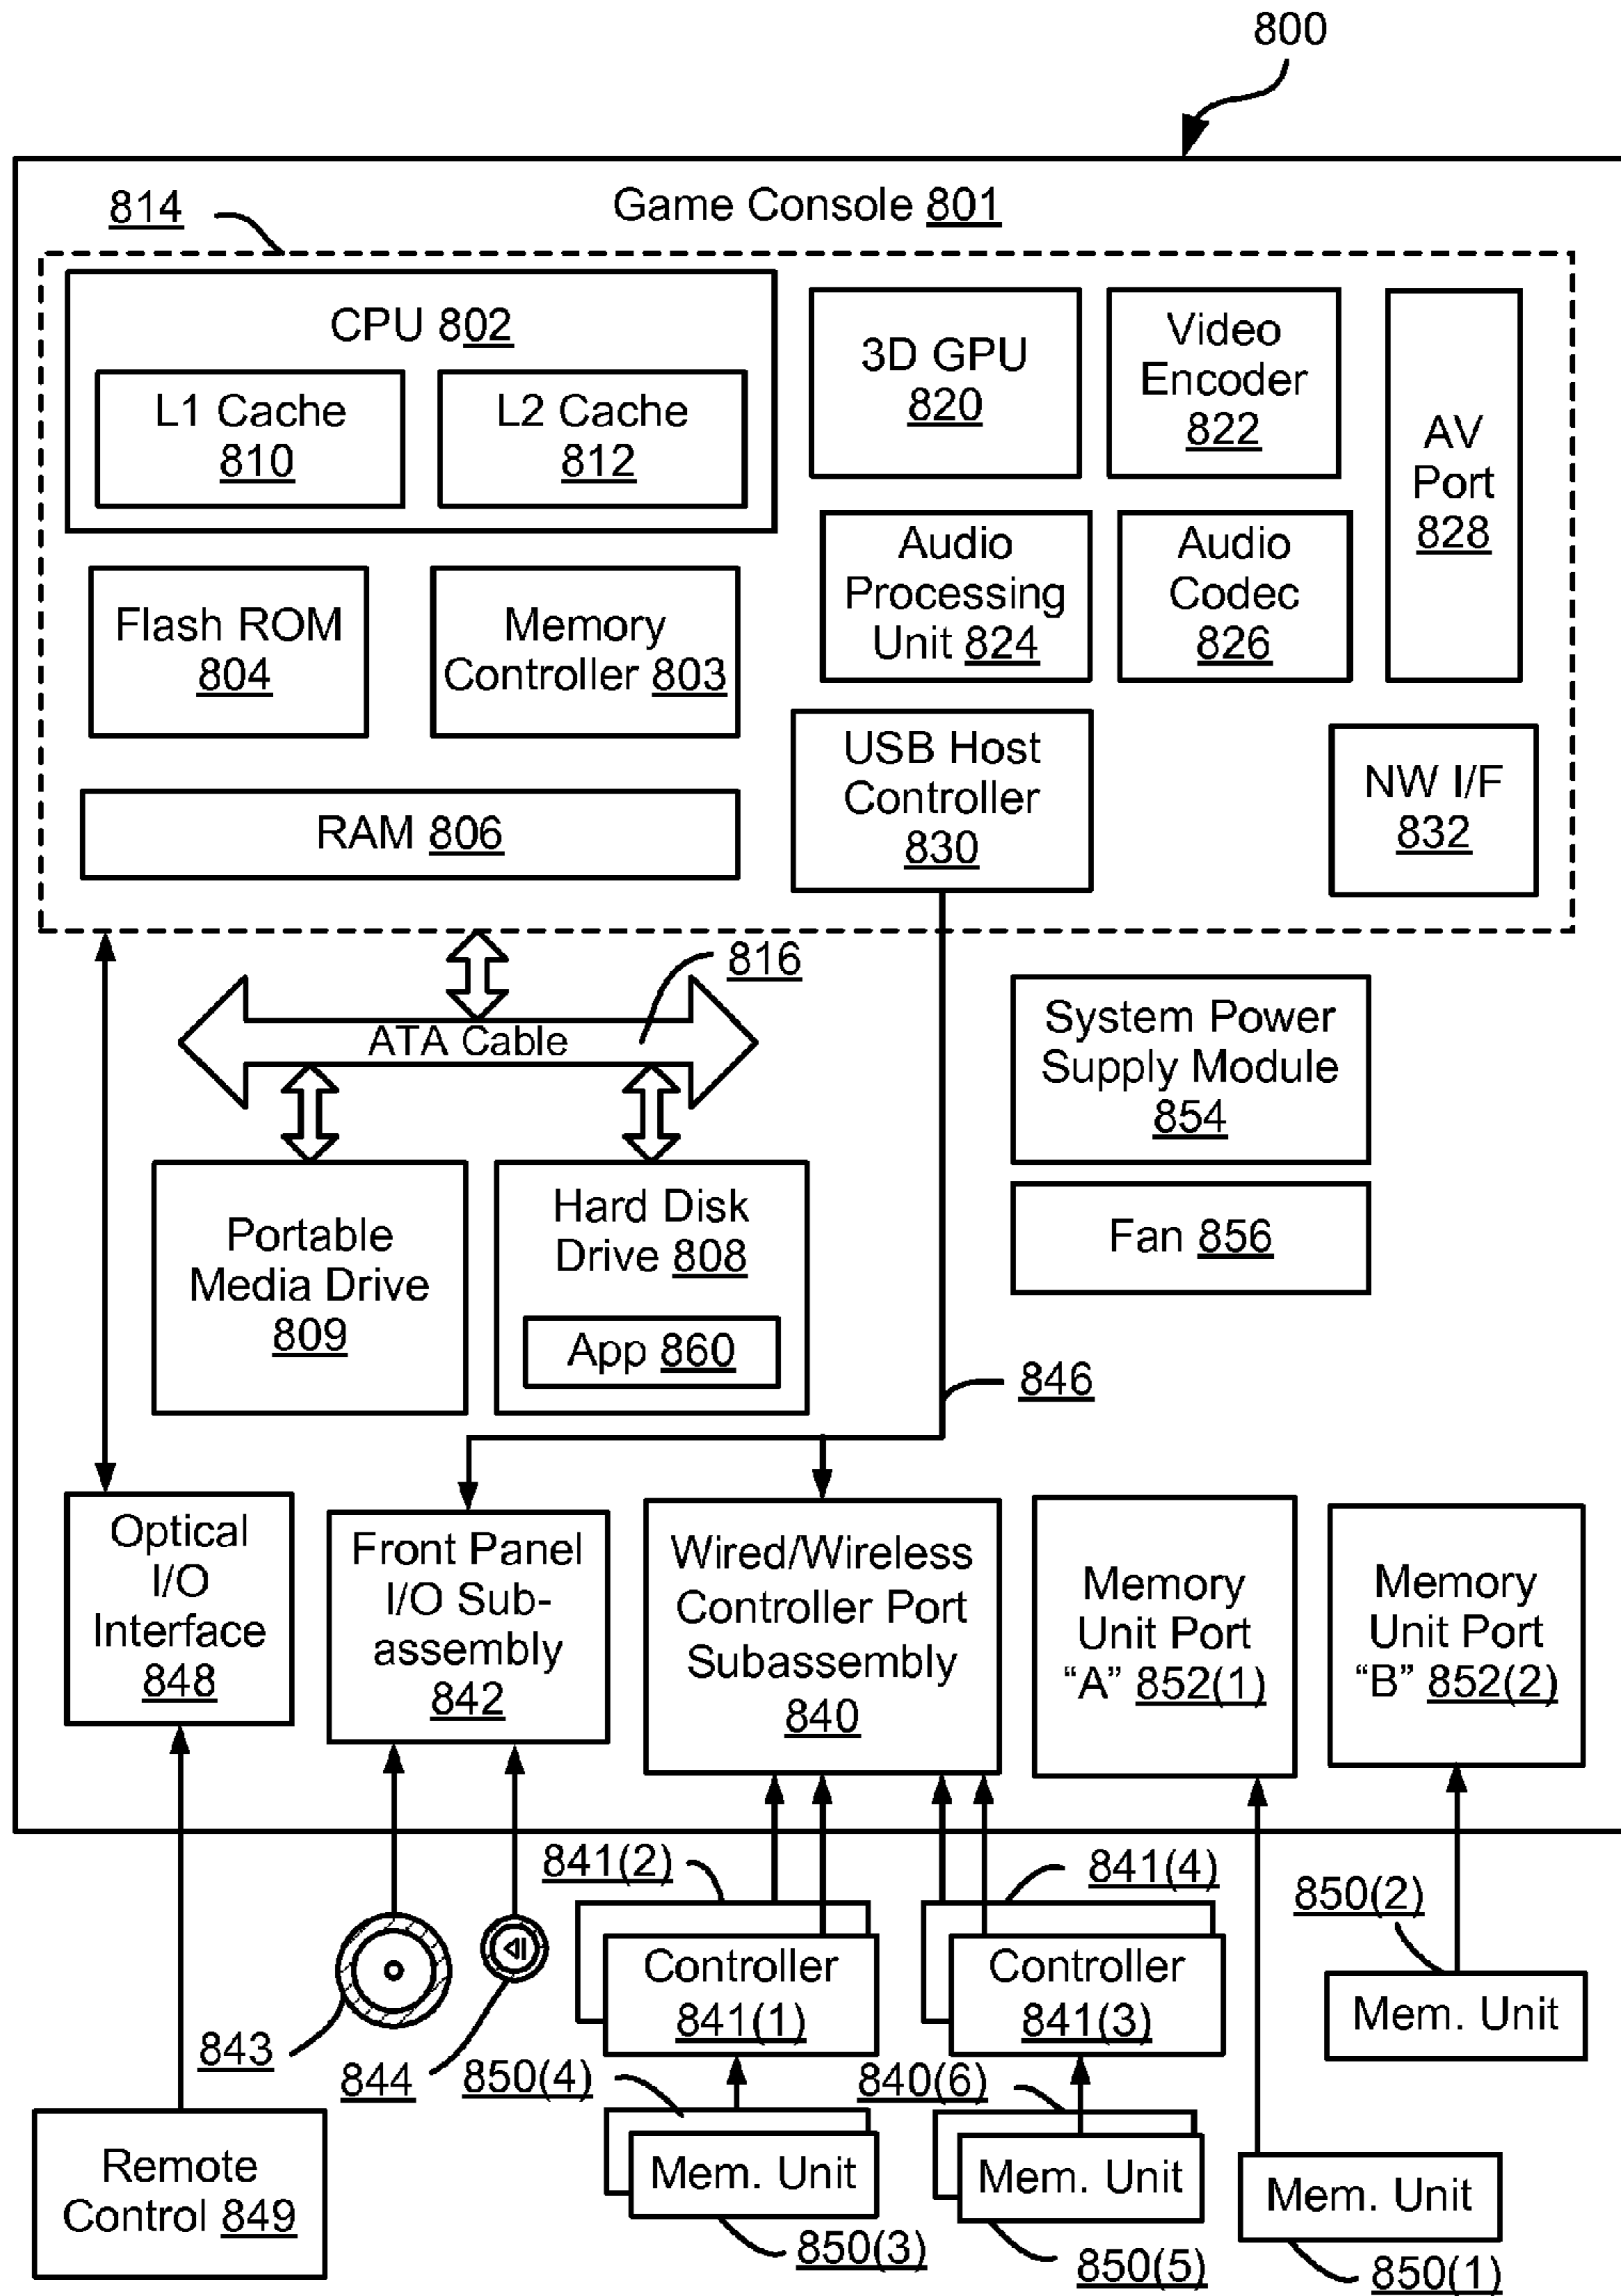 800
Game Console 801
814
CPU 802
L1 Cache
810
L2 Cache
812
3D GPU
820
Video
Encoder
822
AV
Port
828
Audio
Processing
Unit 824
Audio
Codec
826
Flash ROM
804
Memory
Controller 803
USB Host
Controller
830
NW I/F
832
RAM 806
816
ATA Cable
System Power
Supply Module
854
Portable
Media Drive
809
Hard Disk
Drive 808
App 860
Fan 856
846
Optical
I/O
Interface
848
Front Panel
I/O Sub-
assembly
842
Wired/Wireless
Controller Port
Subassembly
840
Memory
Unit Port
“A” 852(1)
Memory
Unit Port
“B” 852(2)
841(2)
841(4)
850(2)
Controller
841(1)
Controller
841(3)
Mem. Unit
843
844
850(4)
840(6)
Remote
Control 849
Mem. Unit
Mem. Unit
Mem. Unit
850(3)
850(5)
850(1)